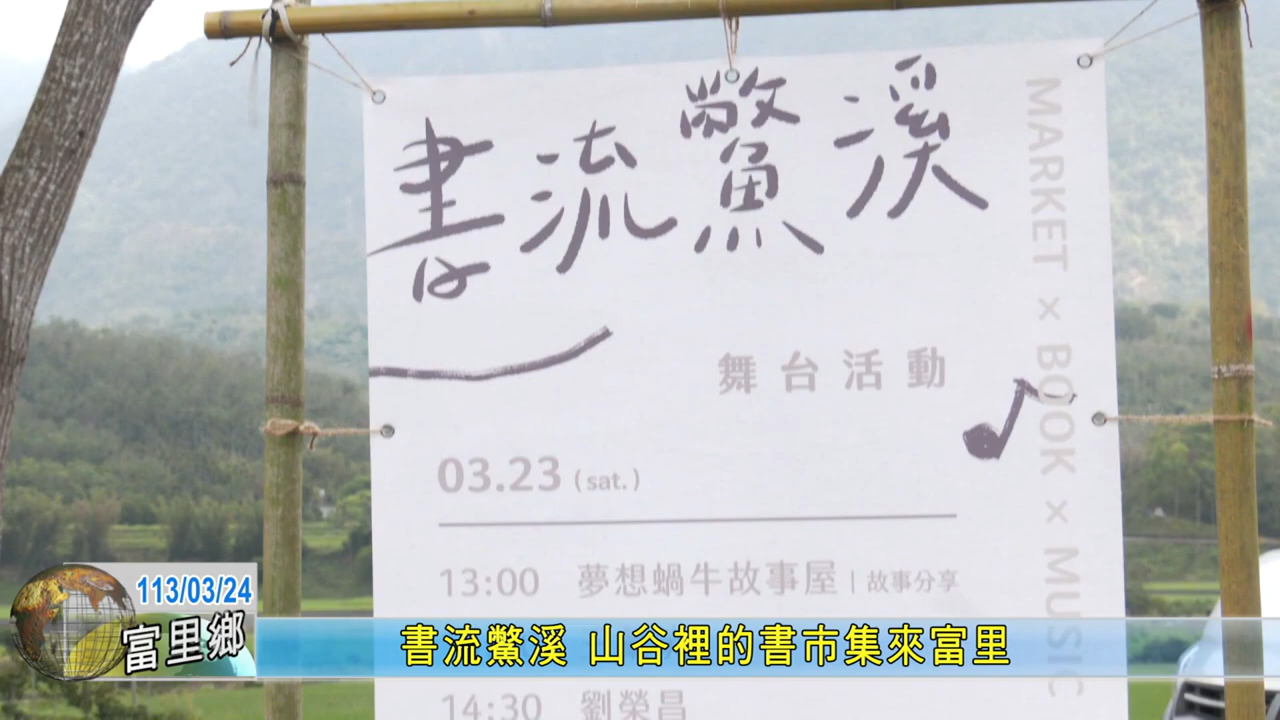 書流鱉溪
MARKET × BOOK × MUSIC
舞台活動
03.23 (sat.)
13:00 夢想蝸牛故事屋 | 故事分享
14:30 劉榮昌
113/03/24
富里鄉
書流鱉溪 山谷裡的書市集來富里